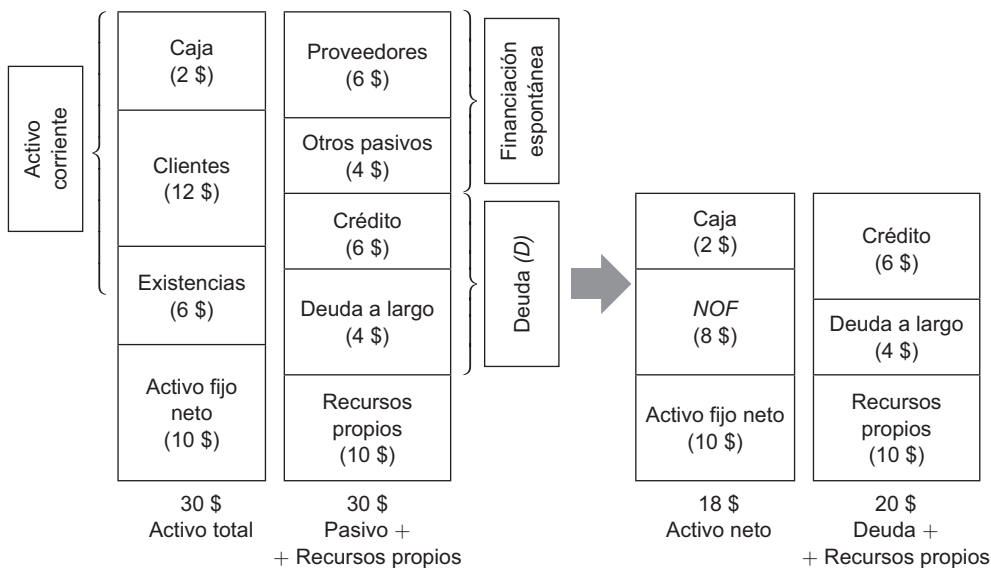 Activo
corriente
Caja
(2 $)
Clientes
(12 $)
Existencias
(6 $)
Activo fijo
neto
(10 $)
30 $
Activo total
Proveedores
(6 $)
Otros pasivos
(4 $)
Crédito
(6 $)
Deuda a largo
(4 $)
Recursos
propios
(10 $)
30 $
Pasivo +
+ Recursos propios
Financiación
espontánea
Deuda (D)
Caja
(2 $)
NOF
(8 $)
Activo fijo neto
(10 $)
18 $
Activo neto
Crédito
(6 $)
Deuda a largo
(4 $)
Recursos
propios
(10 $)
20 $
Deuda +
+ Recursos propios